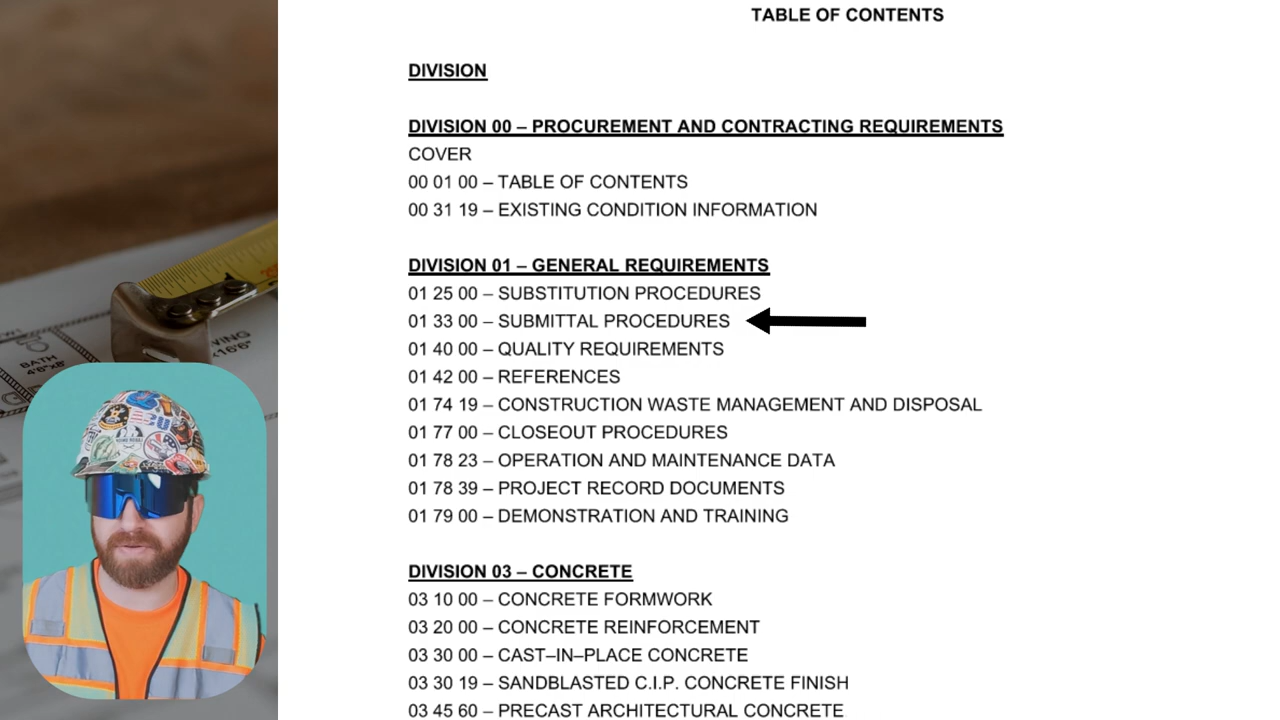 TABLE OF CONTENTS
DIVISION
DIVISION 00 – PROCUREMENT AND CONTRACTING REQUIREMENTS
COVER
00 01 00 – TABLE OF CONTENTS
00 31 19 – EXISTING CONDITION INFORMATION
DIVISION 01 – GENERAL REQUIREMENTS
01 25 00 – SUBSTITUTION PROCEDURES
01 33 00 – SUBMITTAL PROCEDURES
01 40 00 – QUALITY REQUIREMENTS
01 42 00 – REFERENCES
01 74 19 – CONSTRUCTION WASTE MANAGEMENT AND DISPOSAL
01 77 00 – CLOSEOUT PROCEDURES
01 78 23 – OPERATION AND MAINTENANCE DATA
01 78 39 – PROJECT RECORD DOCUMENTS
01 79 00 – DEMONSTRATION AND TRAINING
DIVISION 03 – CONCRETE
03 10 00 – CONCRETE FORMWORK
03 20 00 – CONCRETE REINFORCEMENT
03 30 00 – CAST–IN–PLACE CONCRETE
03 30 19 – SANDBLASTED C.I.P. CONCRETE FINISH
03 45 60 – PRECAST ARCHITECTURAL CONCRETE
BATH
4'6"x8'